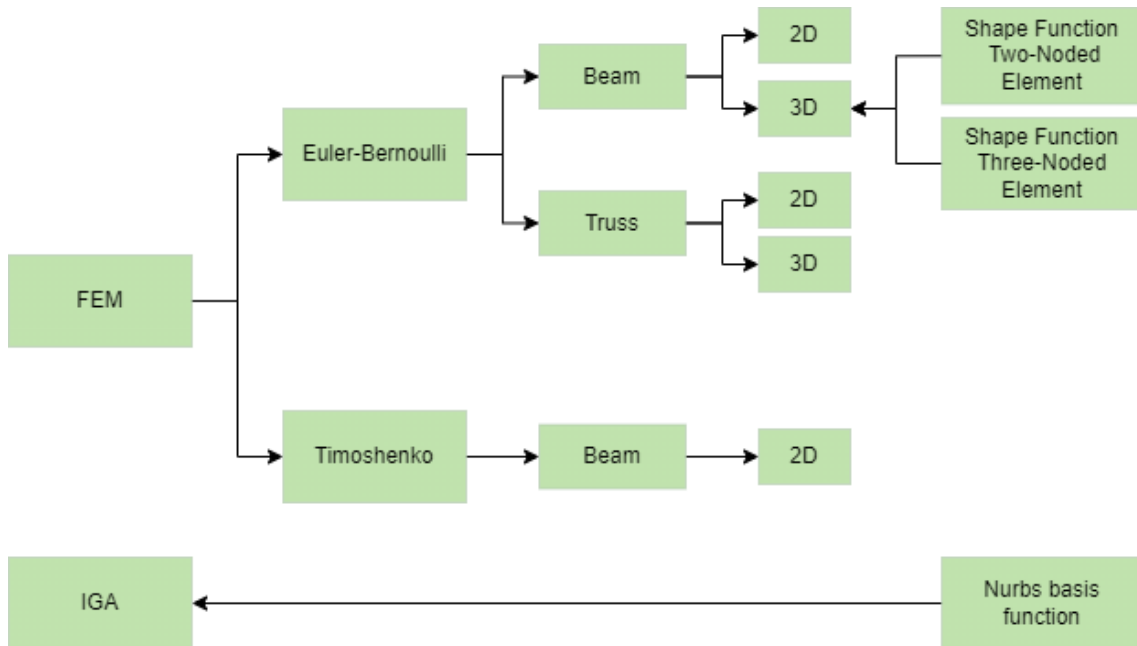 2D
Shape Function
Two-Noded
Element
Beam
3D
Euler-Bernoulli
Shape Function
Three-Noded
Element
2D
Truss
3D
FEM
Timoshenko
Beam
2D
IGA
Nurbs basis
function